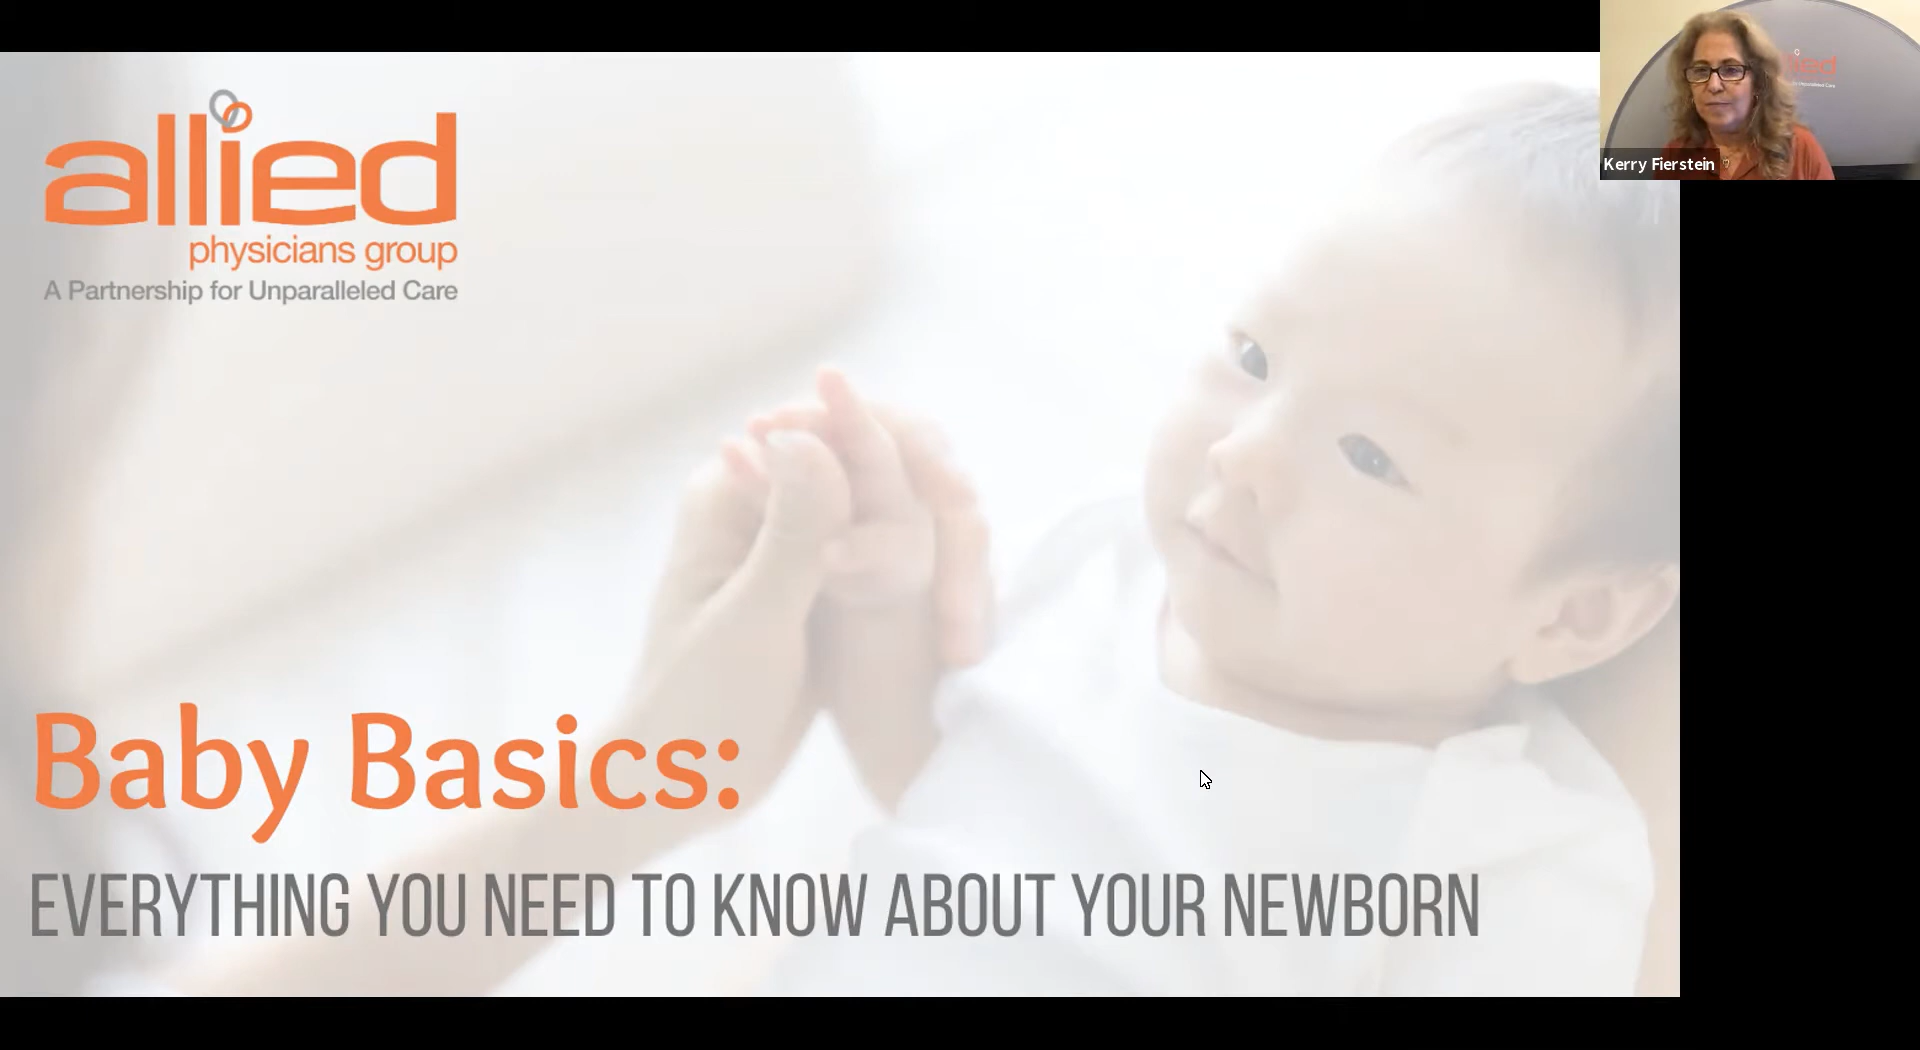 allied
physicians group
A Partnership for Unparalleled Care
Kerry Fierstein
Baby Basics:
EVERYTHING YOU NEED TO KNOW ABOUT YOUR NEWBORN